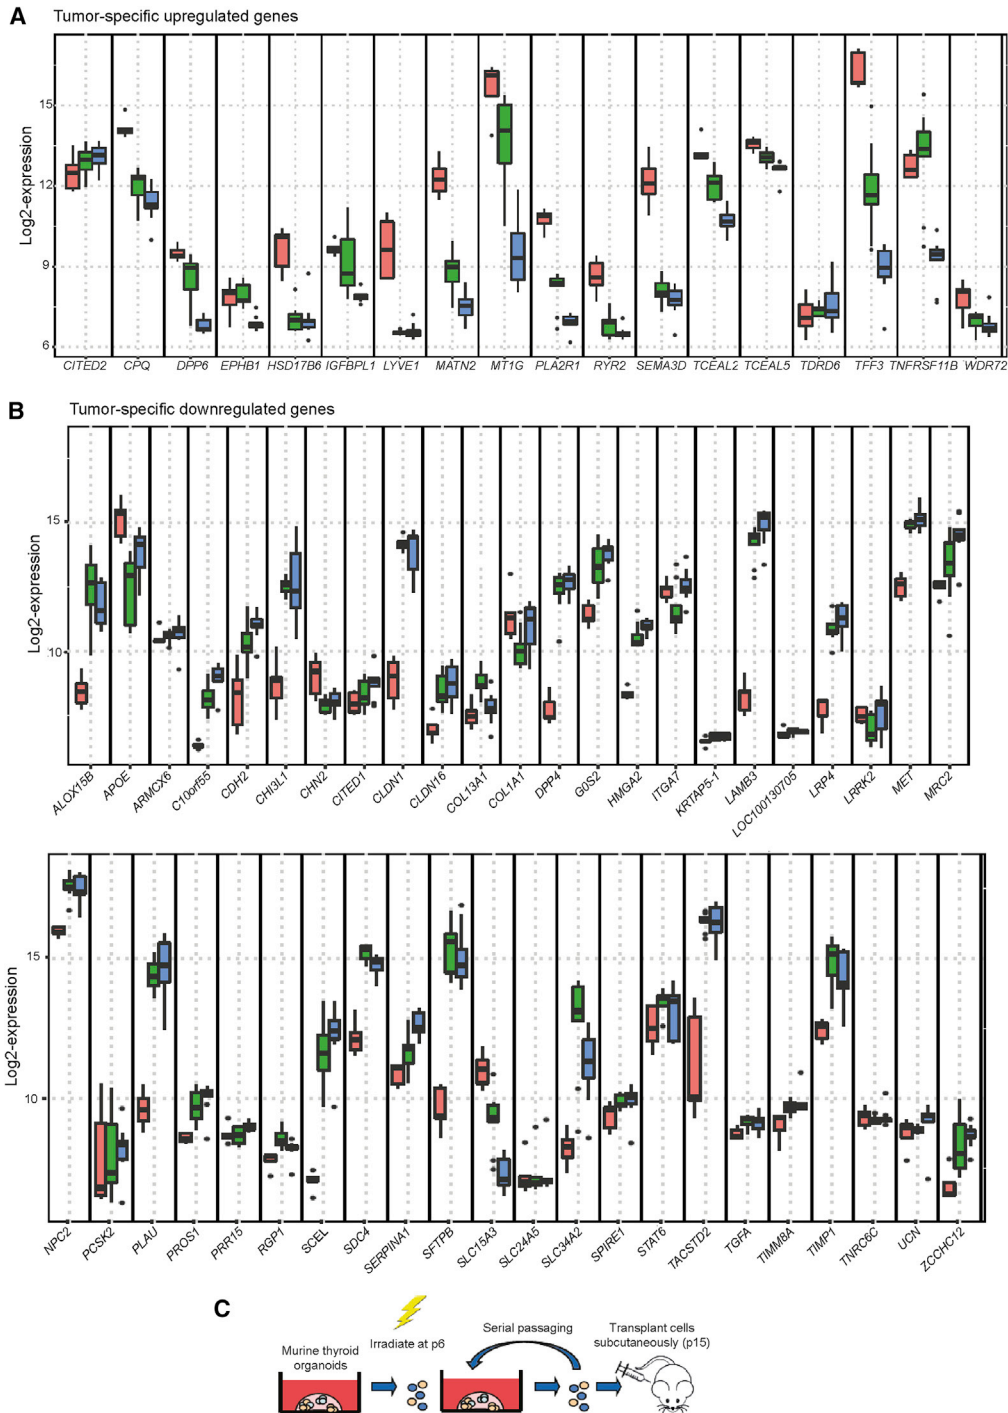 A
Tumor-specific upregulated genes
Log2-expression
15
12
9
6
CITED2 CPQ DPP6 EPHB1 HSD17B6 IGFBPL1 LYVE1 MATN2 MT1G PLA2R1 RYR2 SEMA3D TCEAL2 TCEAL5 TDRD6 TFF3 TNFRSF11B WDR72
B
Tumor-specific downregulated genes
Log2-expression
15
10
ALOX15B APOE ARMCX6 C10orf55 CDH2 CHI3L1 CHN2 CITED1 CLDN1 CLDN16 COL13A1 COL1A1 DPP4 G0S2 HMGA2 ITGA7 KRTAP5-1 LAMB3 LOC100130705 LRP4 LRRK2 MET MRC2
Log2-expression
15
10
NPC2 PCSK2 PLAU PROS1 PRR15 RGP1 SCEL SDC4 SERPINA1 SFTPB SLC15A3 SLC24A5 SLC34A2 SPIRE1 STAT6 TACSTD2 TGFA TIMM8A TIMP1 TNRC6C UCN ZCCHC12
C
Murine thyroid
organoids
Irradiate at p6
Serial passaging
Transplant cells
subcutaneously (p15)